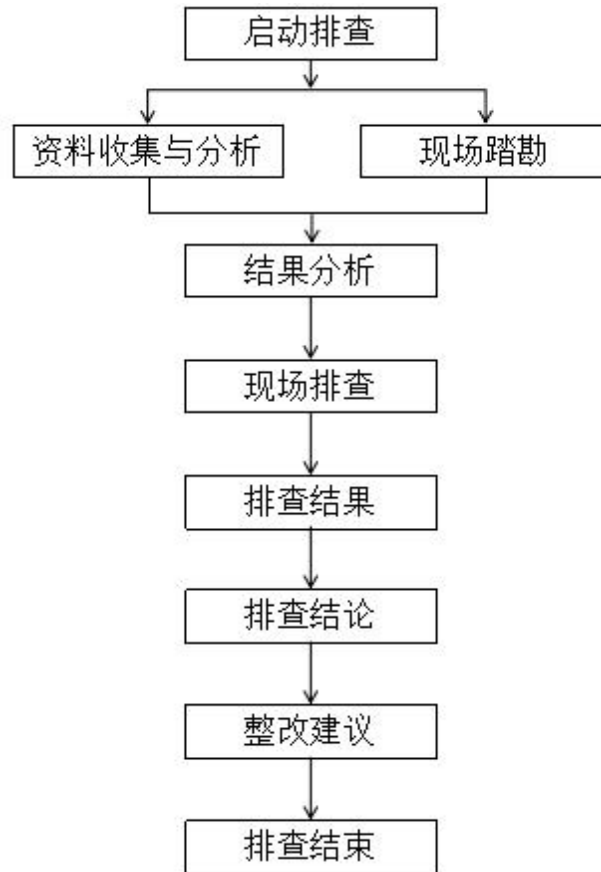 启动排查
资料收集与分析
现场踏勘
结果分析
现场排查
排查结果
排查结论
整改建议
排查结束